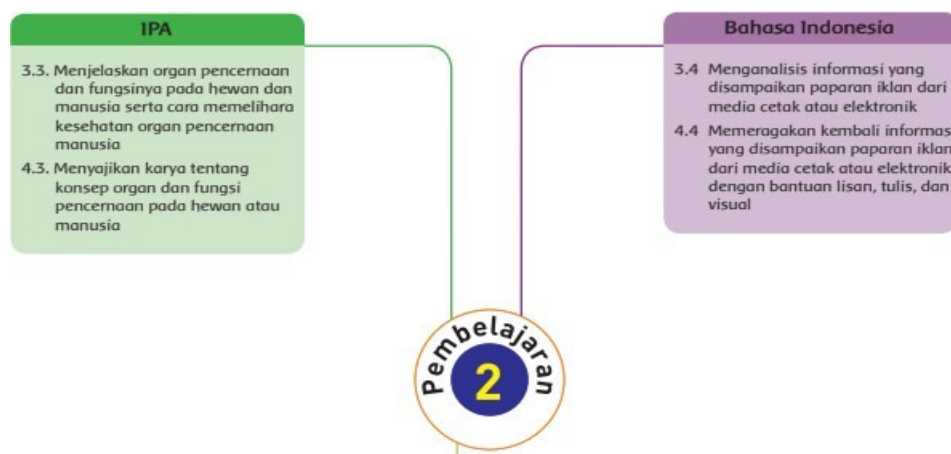 IPA
3.3. Menjelaskan organ pencernaan
dan fungsinya pada hewan dan
manusia serta cara memelihara
kesehatan organ pencernaan
manusia
4.3. Menyajikan karya tentang
konsep organ dan fungsi
pencernaan pada hewan atau
manusia
Bahasa Indonesia
3.4 Menganalisis informasi yang
disampaikan paparan iklan dari
media cetak atau elektronik
4.4 Memeragakan kembali informas
yang disampaikan paparan iklan
dari media cetak atau elektronik
dengan bantuan lisan, tulis, dan
visual
Pembelajaran
2